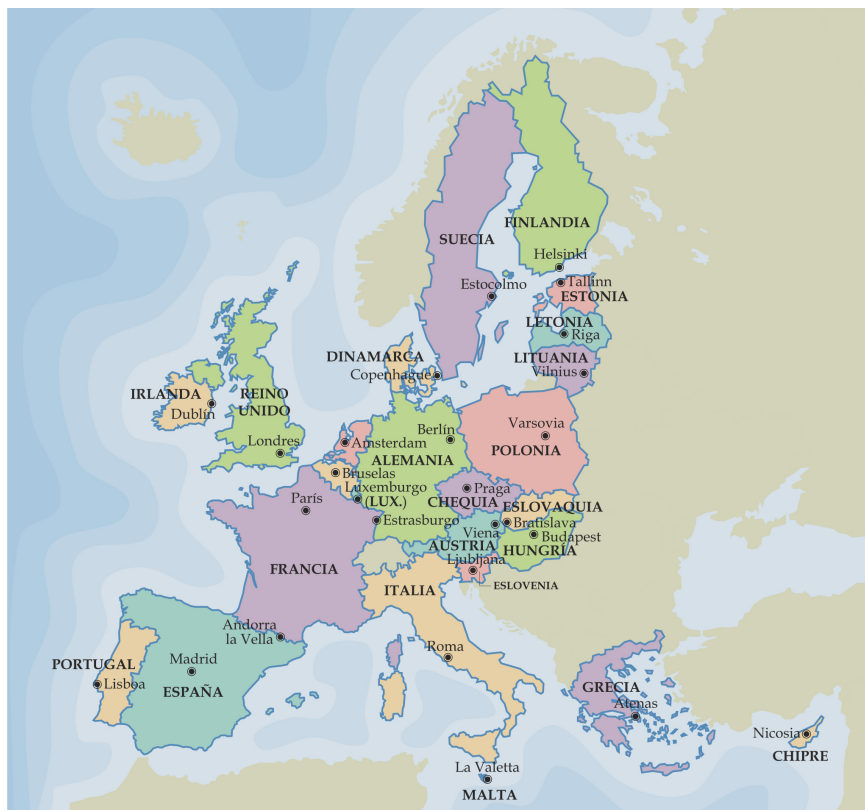 FINLANDIA
SUECIA
Helsinki
Estocolmo
Tallinn
ESTONIA
LETONIA
Riga
DINAMARCA
LITUANIA
Copenhague
Vilnius
IRLANDA
REINO
UNIDO
Dublín
Londres
Amsterdam
Berlín
Varsovia
ALEMANIA
POLONIA
Bruselas
Luxemburgo
(LUX.)
Praga
CHEQUIA
ESLOVAQUIA
París
Estrasburgo
Bratislava
Viena
Budapest
AUSTRIA
HUNGRÍA
Ljubljana
ESLOVENIA
FRANCIA
ITALIA
Andorra
la Vella
Roma
PORTUGAL
Madrid
Lisboa
ESPAÑA
GRECIA
Atenas
Nicosia
CHIPRE
La Valetta
MALTA